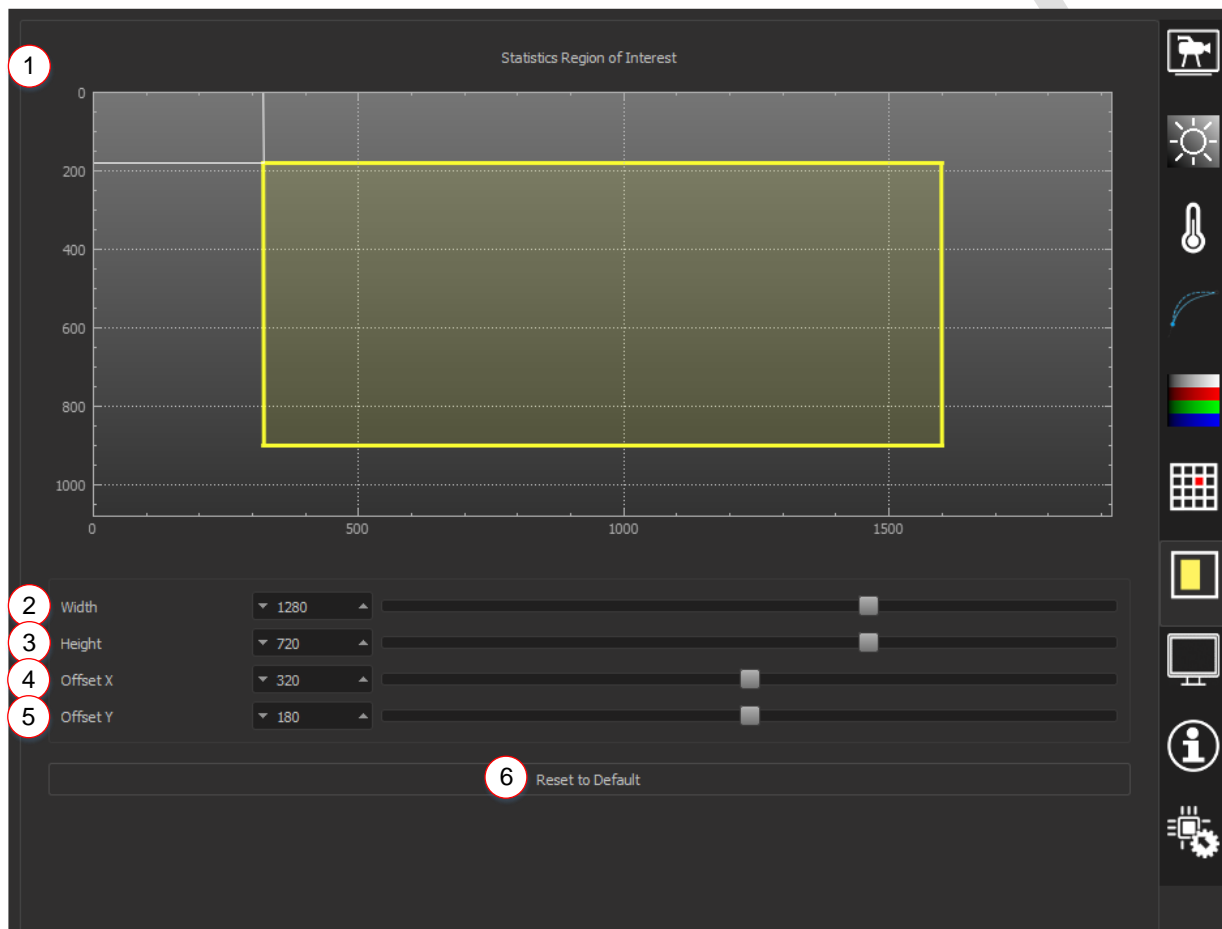 Statistics Region of Interest
1
0
200
400
600
800
1000
0 500 1000 1500
2 Width 1280
3 Height 720
4 Offset X 320
5 Offset Y 180
6 Reset to Default